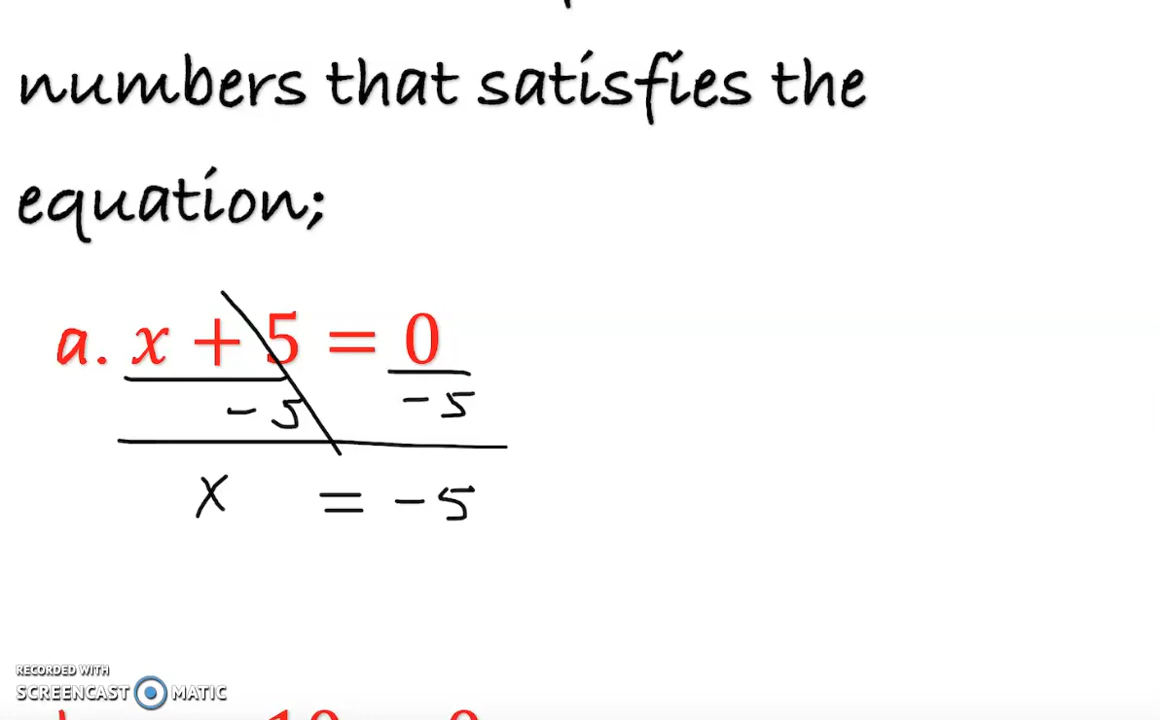 numbers that satisfies the
equation;
a. x + 5 = 0
- 5 - 5
x = - 5
RECORDED WITH
SCREENCAST MATIC